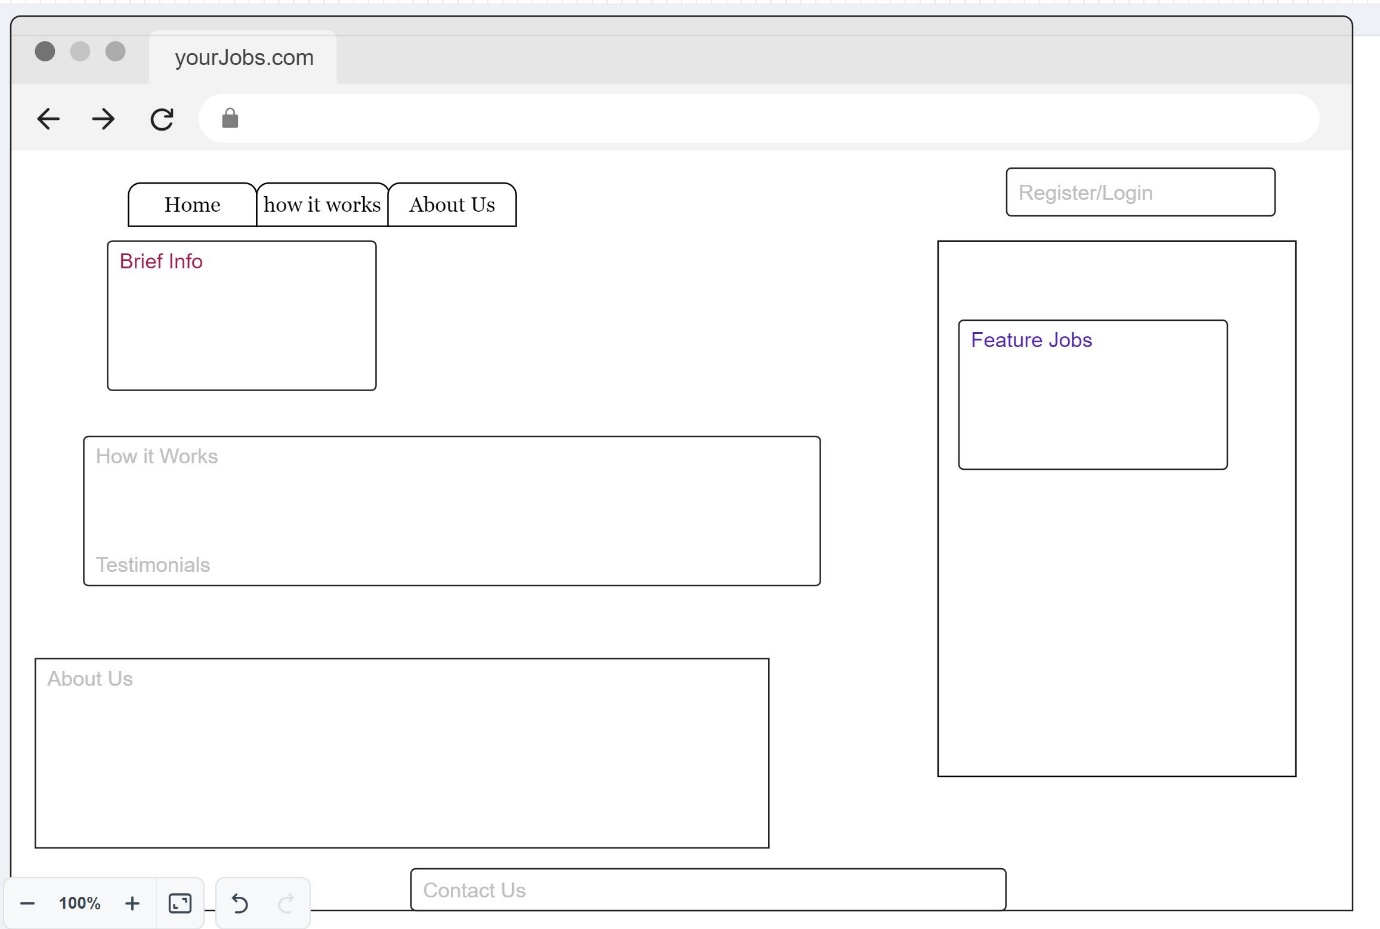 yourJobs.com
Home
how it works
About Us
Register/Login
Brief Info
Feature Jobs
How it Works
Testimonials
About Us
Contact Us
100%